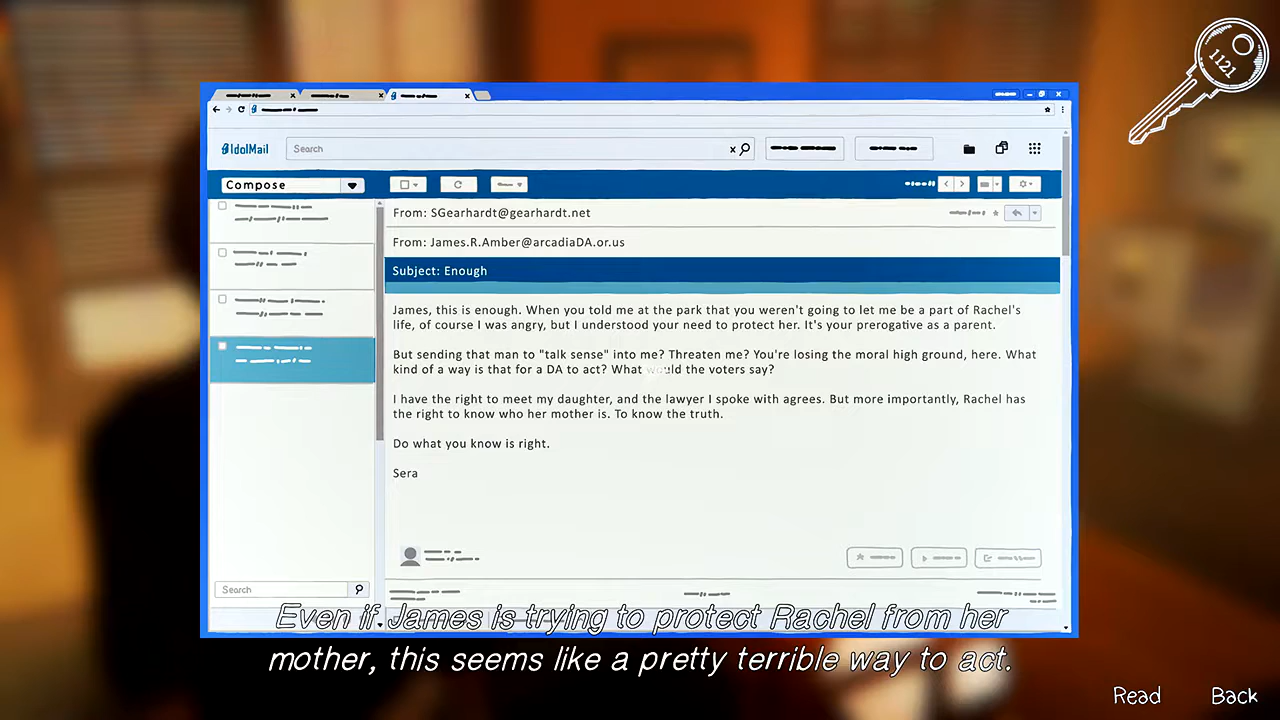 1121
IdolMail
Search
Compose
From: SGearhardt@gearhardt.net
From: James.R.Amber@arcadiaDA.or.us
Subject: Enough
James, this is enough. When you told me at the park that you weren't going to let me be a part of Rachel's
life, of course I was angry, but I understood your need to protect her. It's your prerogative as a parent.
But sending that man to "talk sense" into me? Threaten me? You're losing the moral high ground, here. What
kind of a way is that for a DA to act? What would the voters say?
I have the right to meet my daughter, and the lawyer I spoke with agrees. But more importantly, Rachel has
the right to know who her mother is. To know the truth.
Do what you know is right.
Sera
Search
Even if James is trying to protect Rachel from her
mother, this seems like a pretty terrible way to act.
Read Back